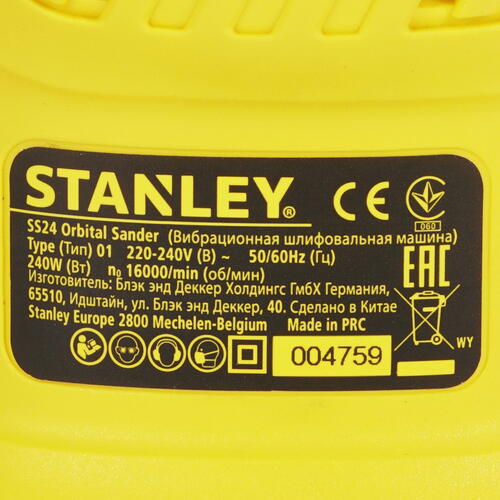 STANLEY®
SS24 Orbital Sander (Вибрационная шлифовальная машина)
Type (Тип) 01 220-240V (В) ~ 50/60Hz (Гц)
240W (Вт) n₀ 16000/min (об/мин)
Изготовитель: Блэк энд Деккер Холдингс ГмбХ Германия,
65510, Идштайн, ул. Блэк энд Деккер, 40. Сделано в Китае
Stanley Europe 2800 Mechelen-Belgium Made in PRC
004759
CE
060
EAC
WY